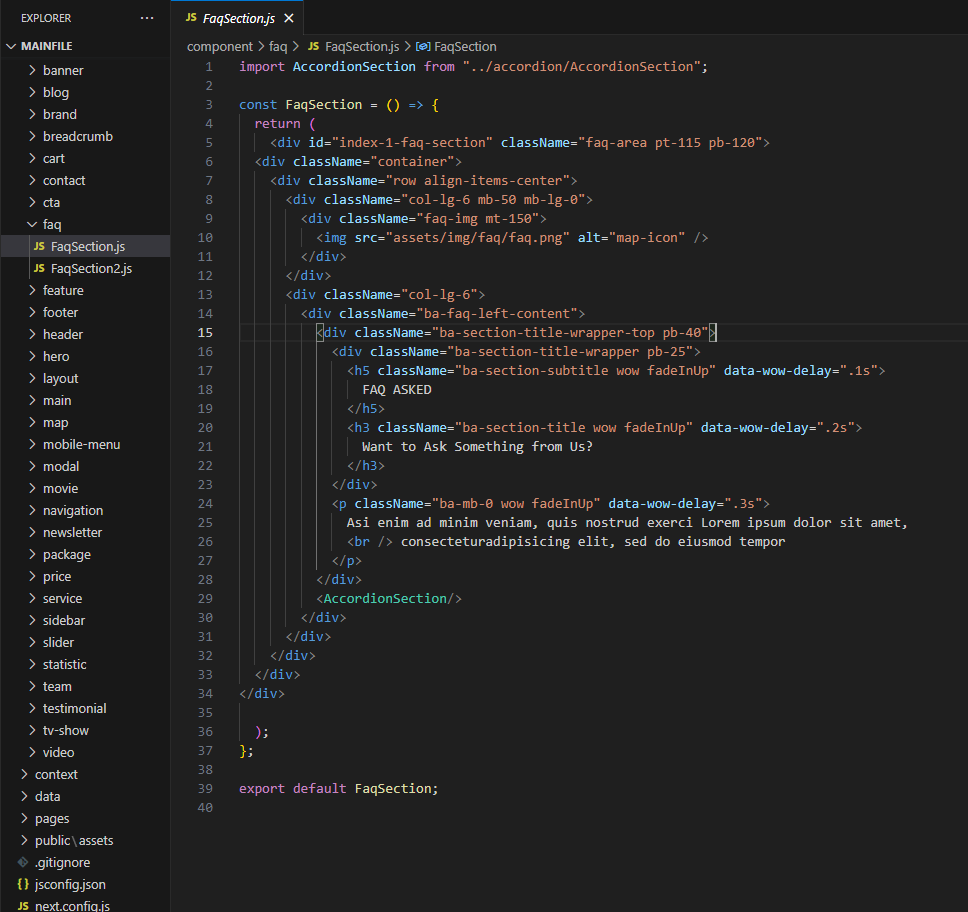 EXPLORER ···
MAINFILE
banner
blog
brand
breadcrumb
cart
contact
cta
faq
JS FaqSection.js
JS FaqSection2.js
feature
footer
header
hero
layout
main
map
mobile-menu
modal
movie
navigation
newsletter
package
price
service
sidebar
slider
statistic
team
testimonial
tv-show
video
context
data
pages
public\assets
.gitignore
{} jsconfig.json
JS next.config.js
JS FaqSection.js ×
component > faq > JS FaqSection.js > FaqSection
1 import AccordionSection from "../accordion/AccordionSection";
2
3 const FaqSection = () => {
4 return (
5 <div id="index-1-faq-section" className="faq-area pt-115 pb-120">
6 <div className="container">
7 <div className="row align-items-center">
8 <div className="col-lg-6 mb-50 mb-lg-0">
9 <div className="faq-img mt-150">
10 <img src="assets/img/faq/faq.png" alt="map-icon" />
11 </div>
12 </div>
13 <div className="col-lg-6">
14 <div className="ba-faq-left-content">
15 <div className="ba-section-title-wrapper-top pb-40">
16 <div className="ba-section-title-wrapper pb-25">
17 <h5 className="ba-section-subtitle wow fadeInUp" data-wow-delay=".1s">
18 FAQ ASKED
19 </h5>
20 <h3 className="ba-section-title wow fadeInUp" data-wow-delay=".2s">
21 Want to Ask Something from Us?
22 </h3>
23 </div>
24 <p className="ba-mb-0 wow fadeInUp" data-wow-delay=".3s">
25 Asi enim ad minim veniam, quis nostrud exerci Lorem ipsum dolor sit amet,
26 <br /> consecteturadipisicing elit, sed do eiusmod tempor
27 </p>
28 </div>
29 <AccordionSection/>
30 </div>
31 </div>
32 </div>
33 </div>
34 </div>
35
36 );
37 };
38
39 export default FaqSection;
40